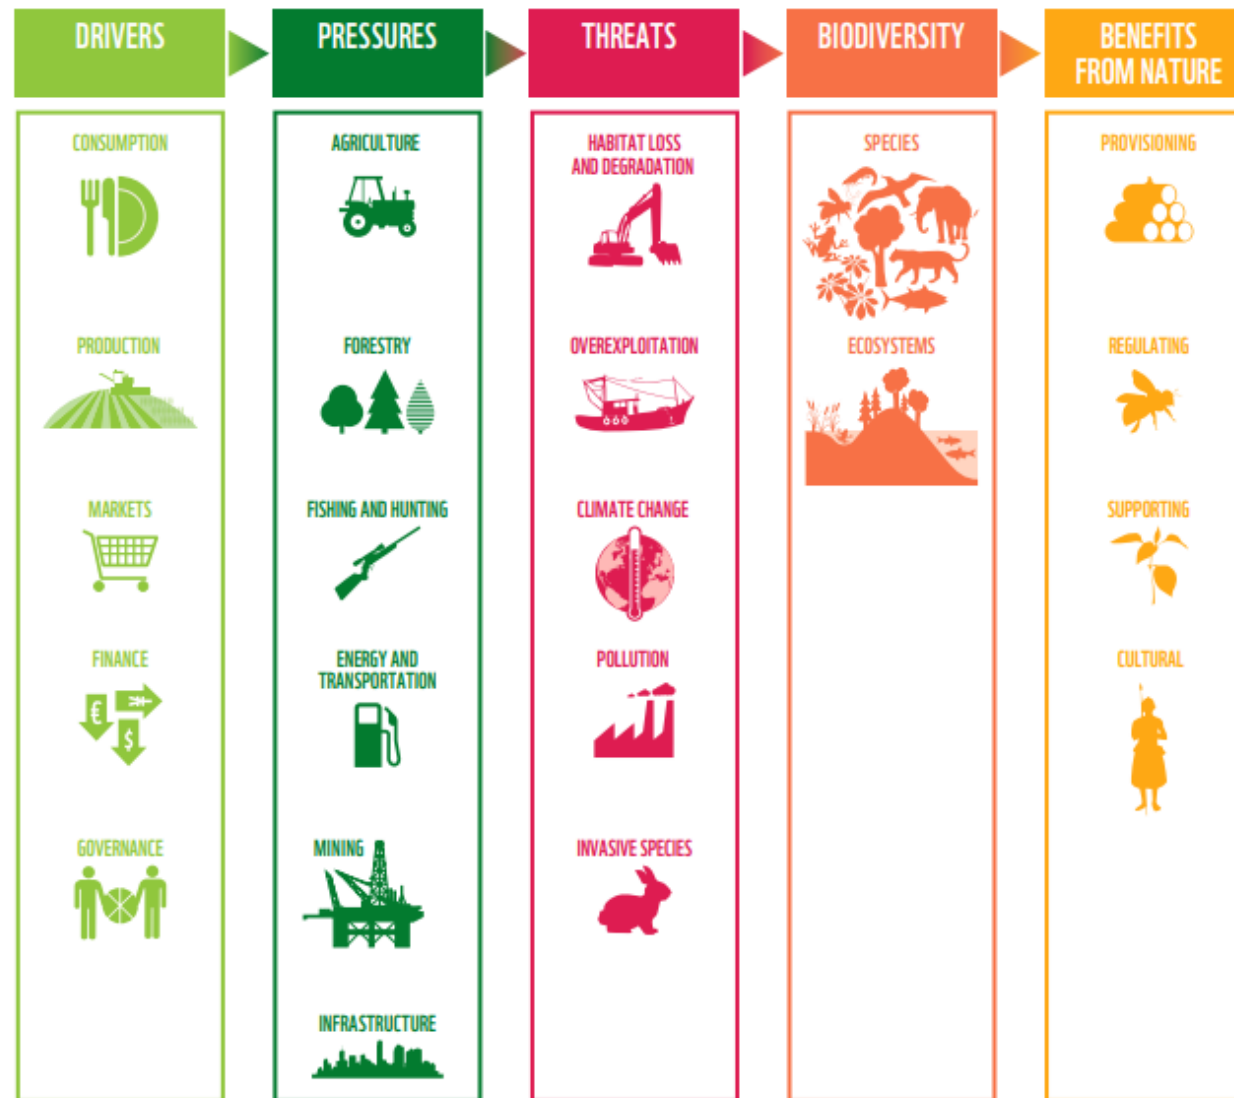 DRIVERS
PRESSURES
THREATS
BIODIVERSITY
BENEFITS
FROM NATURE
CONSUMPTION
PRODUCTION
MARKETS
FINANCE
€
$
GOVERNANCE
AGRICULTURE
FORESTRY
FISHING AND HUNTING
ENERGY AND
TRANSPORTATION
MINING
INFRASTRUCTURE
HABITAT LOSS
AND DEGRADATION
OVEREXPLOITATION
CLIMATE CHANGE
POLLUTION
INVASIVE SPECIES
SPECIES
ECOSYSTEMS
PROVISIONING
REGULATING
SUPPORTING
CULTURAL